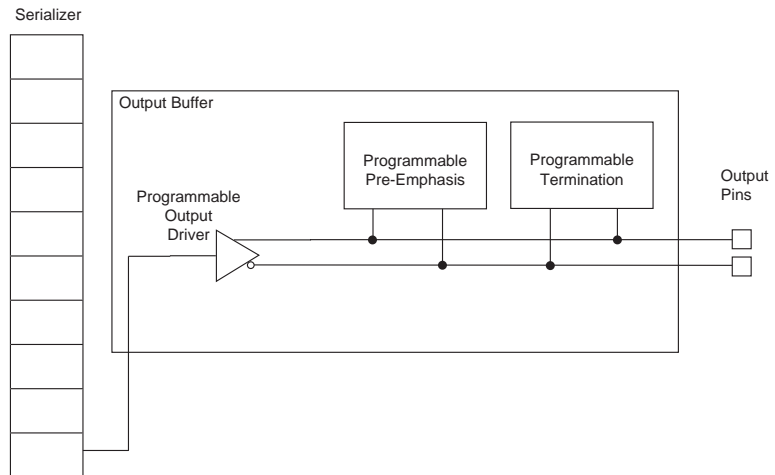 Serializer
Output Buffer
Programmable
Pre-Emphasis
Programmable
Termination
Output
Pins
Programmable
Output
Driver